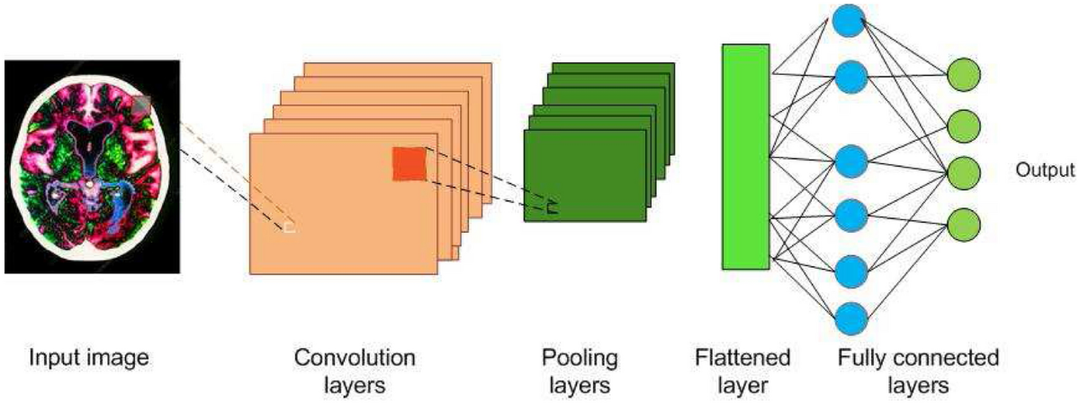 Output
Input image
Convolution
layers
Pooling
layers
Flattened
layer
Fully connected
layers